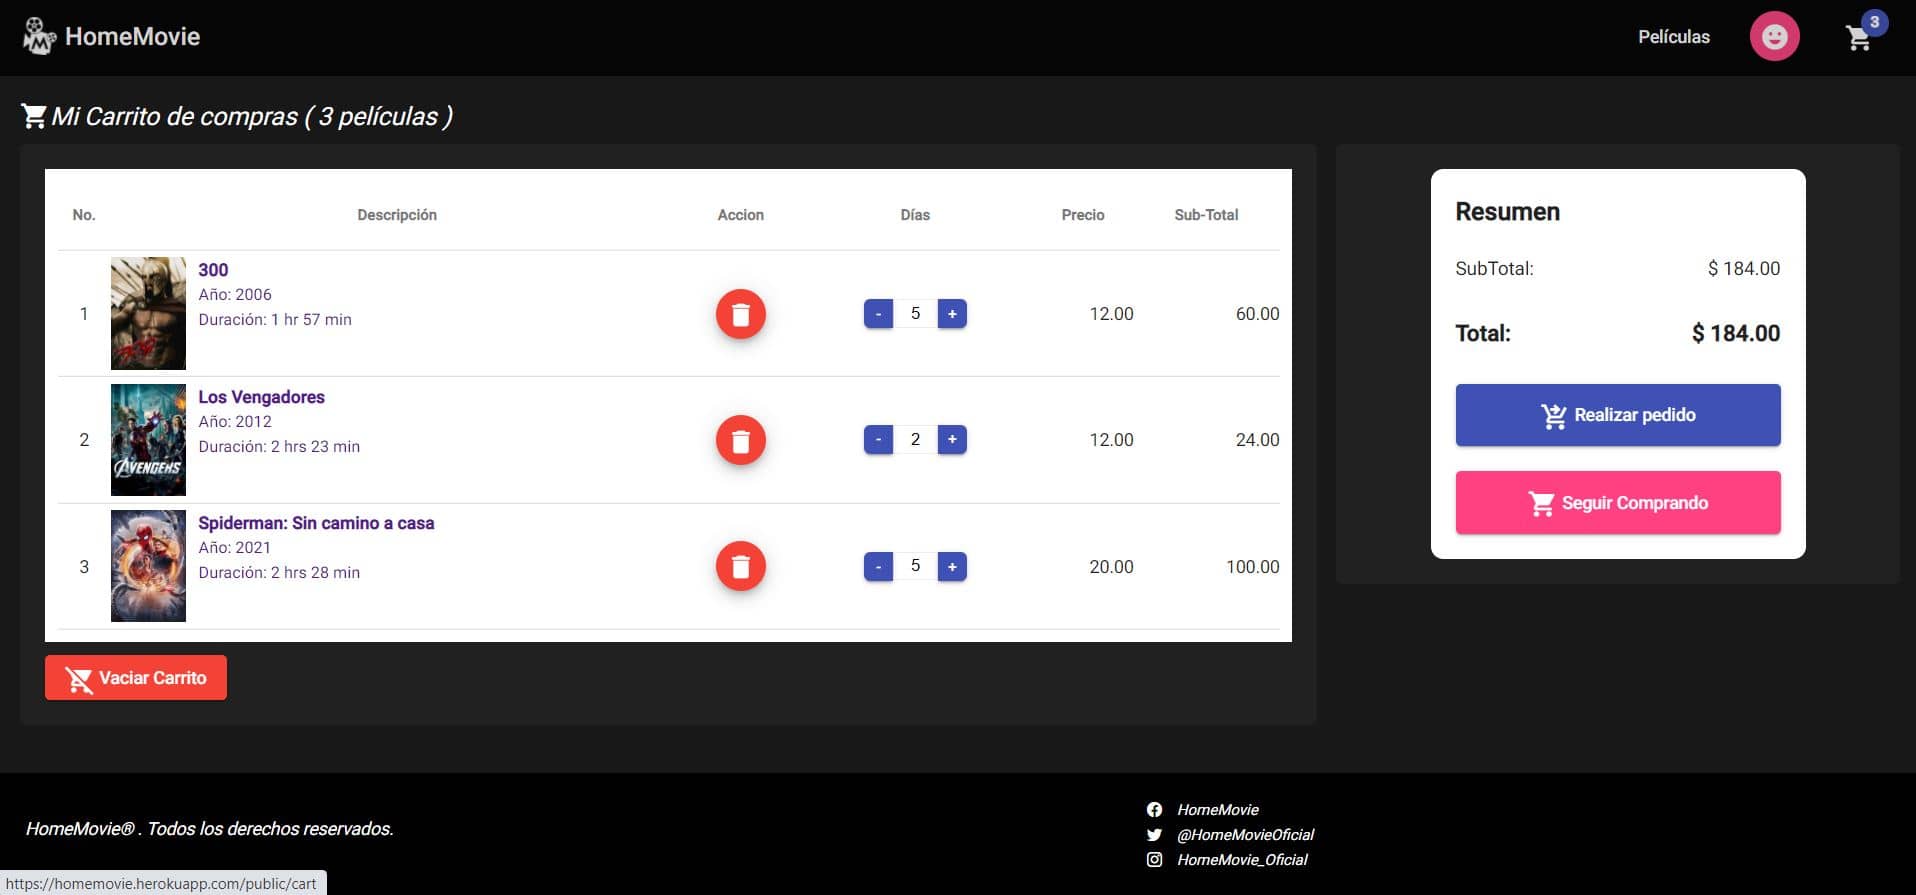 HomeMovie
Películas
3
Mi Carrito de compras ( 3 películas )
No. Descripción Accion Días Precio Sub-Total
1 300 - 5 + 12.00 60.00
Año: 2006
Duración: 1 hr 57 min
2 Los Vengadores - 2 + 12.00 24.00
Año: 2012
Duración: 2 hrs 23 min
AVENGERS
3 Spiderman: Sin camino a casa - 5 + 20.00 100.00
Año: 2021
Duración: 2 hrs 28 min
Vaciar Carrito
Resumen
SubTotal: $ 184.00
Total: $ 184.00
Realizar pedido
Seguir Comprando
HomeMovie® . Todos los derechos reservados.
HomeMovie
@HomeMovieOficial
HomeMovie_Oficial
https://homemovie.herokuapp.com/public/cart